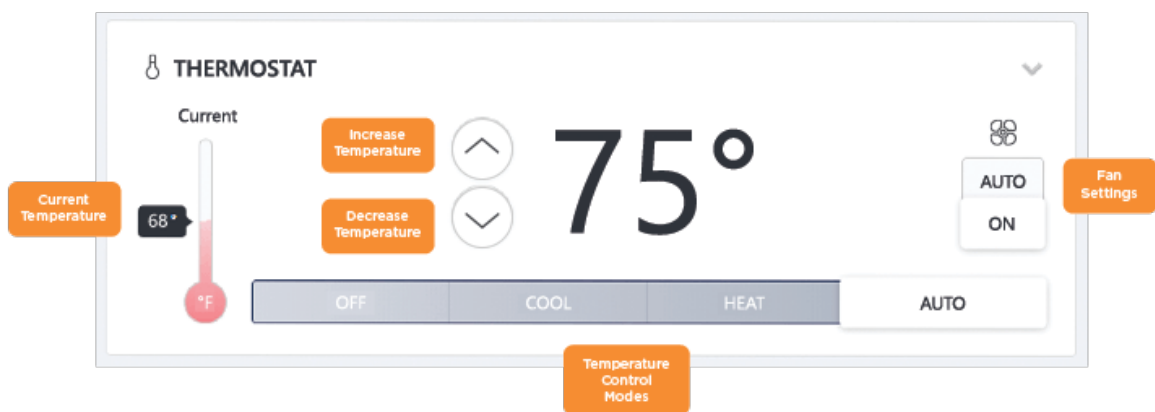 THERMOSTAT
Current
Increase
Temperature
75°
AUTO
Fan
Settings
Current
Temperature
68°
Decrease
Temperature
ON
°F
OFF
COOL
HEAT
AUTO
Temperature
Control
Modes